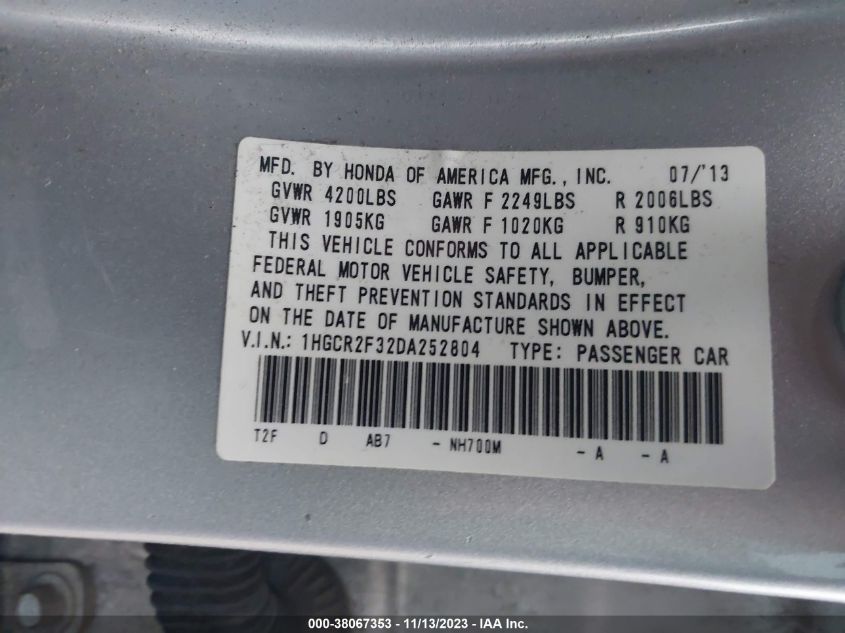 MFD. BY HONDA OF AMERICA MFG., INC. 07/'13
GVWR 4200LBS GAWR F 2249LBS R 2006LBS
GVWR 1905KG GAWR F 1020KG R 910KG
THIS VEHICLE CONFORMS TO ALL APPLICABLE
FEDERAL MOTOR VEHICLE SAFETY, BUMPER,
AND THEFT PREVENTION STANDARDS IN EFFECT
ON THE DATE OF MANUFACTURE SHOWN ABOVE.
V.I.N.: 1HGCR2F32DA252804 TYPE: PASSENGER CAR
T2F D AB7 - NH700M - A - A
000-38067353 — 11/13/2023 — Copyright © 2023 IAA, Inc.